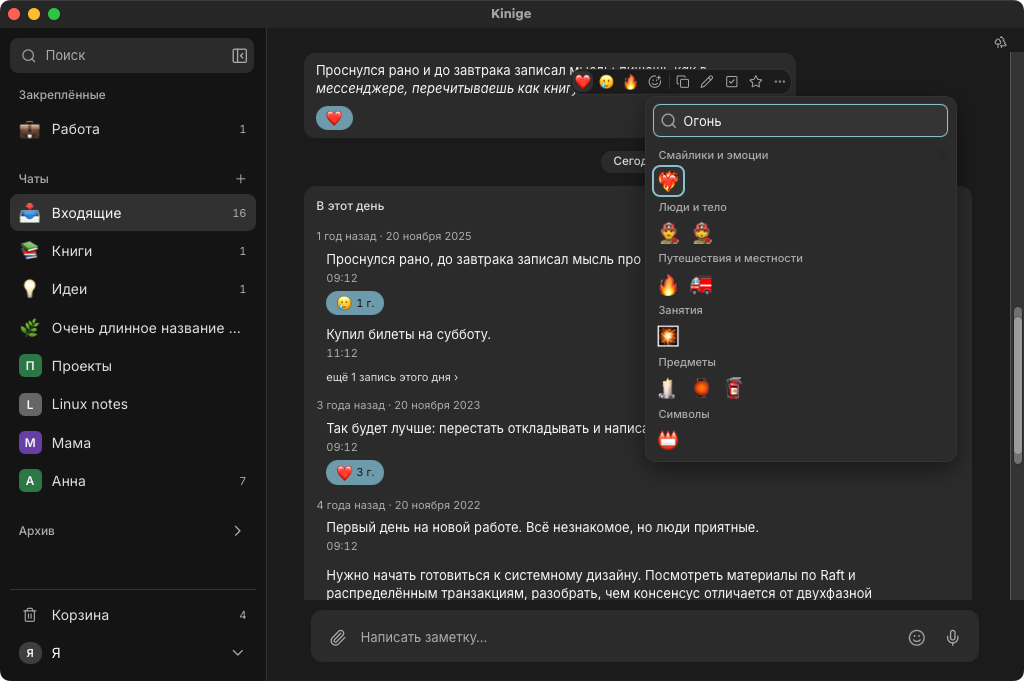 Kinige
Поиск
Закреплённые
Работа 1
Чаты
Входящие 16
Книги 1
Идеи 1
Очень длинное название ...
П Проекты
L Linux notes
М Мама
А Анна 7
Архив
Корзина 4
Я Я
Проснулся рано и до завтрака записал
мессенджере, перечитываешь как
Огонь
Смайлики и эмоции
Люди и тело
Путешествия и местности
Занятия
Предметы
Символы
В этот день
1 год назад · 20 ноября 2025
Проснулся рано, до завтрака записал мысль про
09:12
1 г.
Купил билеты на субботу.
11:12
ещё 1 запись этого дня ›
3 года назад · 20 ноября 2023
Так будет лучше: перестать откладывать и
09:12
3 г.
4 года назад · 20 ноября 2022
Первый день на новой работе. Всё незнакомое, но люди приятные.
09:12
Нужно начать готовиться к системному дизайну. Посмотреть материалы по Raft и
распределённым транзакциям, разобрать, чем консенсус отличается от двухфазной
Написать заметку...